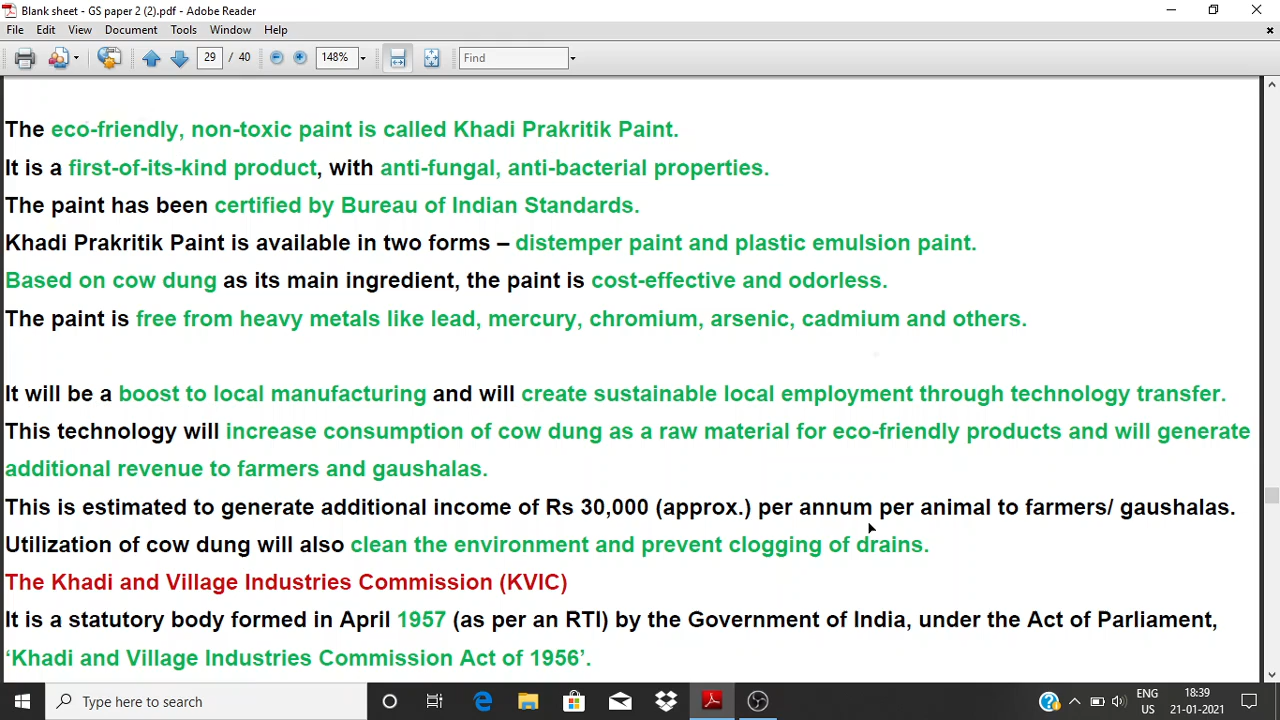 Blank sheet - GS paper 2 (2).pdf - Adobe Reader
File Edit View Document Tools Window Help
29 / 40 148% Find
The eco-friendly, non-toxic paint is called Khadi Prakritik Paint.
It is a first-of-its-kind product, with anti-fungal, anti-bacterial properties.
The paint has been certified by Bureau of Indian Standards.
Khadi Prakritik Paint is available in two forms – distemper paint and plastic emulsion paint.
Based on cow dung as its main ingredient, the paint is cost-effective and odorless.
The paint is free from heavy metals like lead, mercury, chromium, arsenic, cadmium and others.
It will be a boost to local manufacturing and will create sustainable local employment through technology transfer.
This technology will increase consumption of cow dung as a raw material for eco-friendly products and will generate
additional revenue to farmers and gaushalas.
This is estimated to generate additional income of Rs 30,000 (approx.) per annum per animal to farmers/ gaushalas.
Utilization of cow dung will also clean the environment and prevent clogging of drains.
The Khadi and Village Industries Commission (KVIC)
It is a statutory body formed in April 1957 (as per an RTI) by the Government of India, under the Act of Parliament,
‘Khadi and Village Industries Commission Act of 1956’.
Type here to search
ENG 18:39
US 21-01-2021